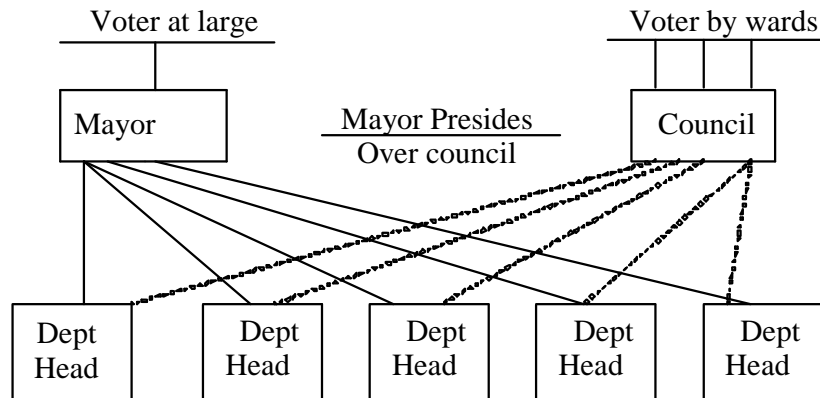 Voter at large
Voter by wards
Mayor
Mayor Presides
Over council
Council
Dept
Head
Dept
Head
Dept
Head
Dept
Head
Dept
Head